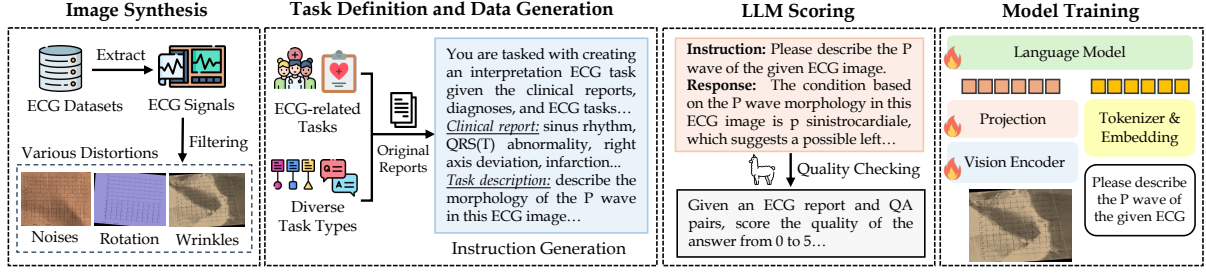 Image Synthesis
Extract
ECG Datasets
ECG Signals
Filtering
Various Distortions
Noises
Rotation
Wrinkles
Task Definition and Data Generation
ECG-related
Tasks
Diverse
Task Types
Original
Reports
Q
A
You are tasked with creating
an interpretation ECG task
given the clinical reports,
diagnoses, and ECG tasks…
Clinical report: sinus rhythm,
QRS(T) abnormality, right
axis deviation, infarction...
Task description: describe the
morphology of the P wave
in this ECG image…
Instruction Generation
LLM Scoring
Instruction: Please describe the P
wave of the given ECG image.
Response: The condition based
on the P wave morphology in this
ECG image is p sinistrocardiale,
which suggests a possible left…
Quality Checking
Given an ECG report and QA
pairs, score the quality of the
answer from 0 to 5…
Model Training
Language Model
Projection
Vision Encoder
Tokenizer &
Embedding
Please describe
the P wave of
the given ECG